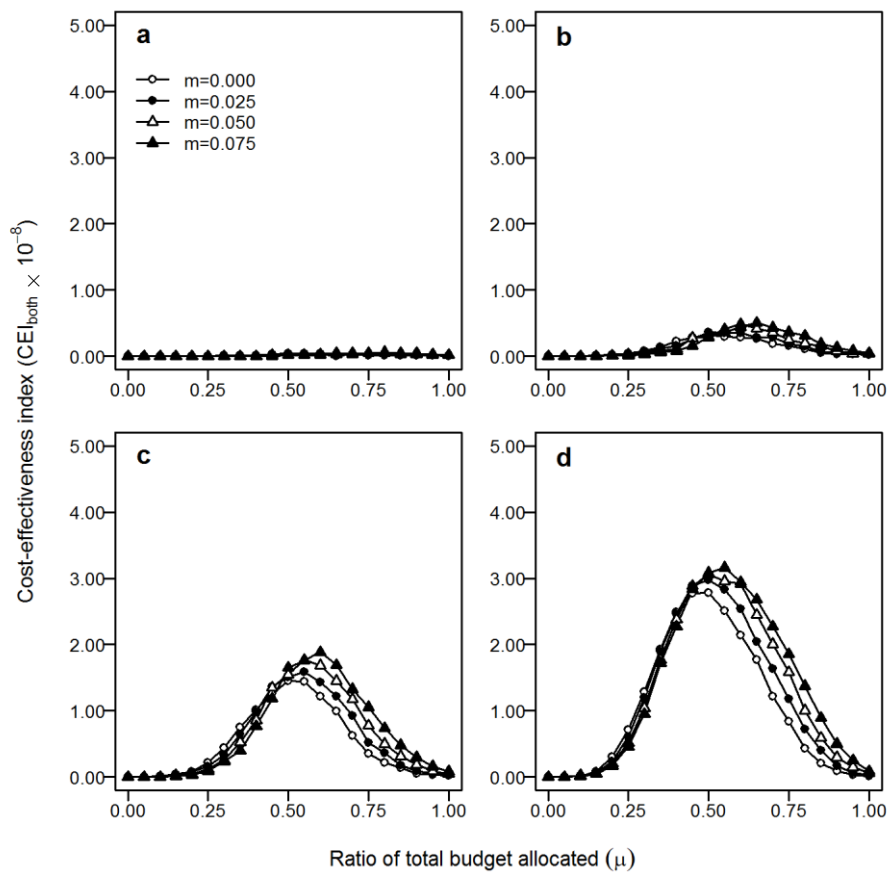 Cost-effectiveness index (CEI_both × 10^−8)
a
m=0.000
m=0.025
m=0.050
m=0.075
5.00
4.00
3.00
2.00
1.00
0.00
0.00 0.25 0.50 0.75 1.00
b
5.00
4.00
3.00
2.00
1.00
0.00
0.00 0.25 0.50 0.75 1.00
c
5.00
4.00
3.00
2.00
1.00
0.00
0.00 0.25 0.50 0.75 1.00
d
5.00
4.00
3.00
2.00
1.00
0.00
0.00 0.25 0.50 0.75 1.00
Ratio of total budget allocated (μ)